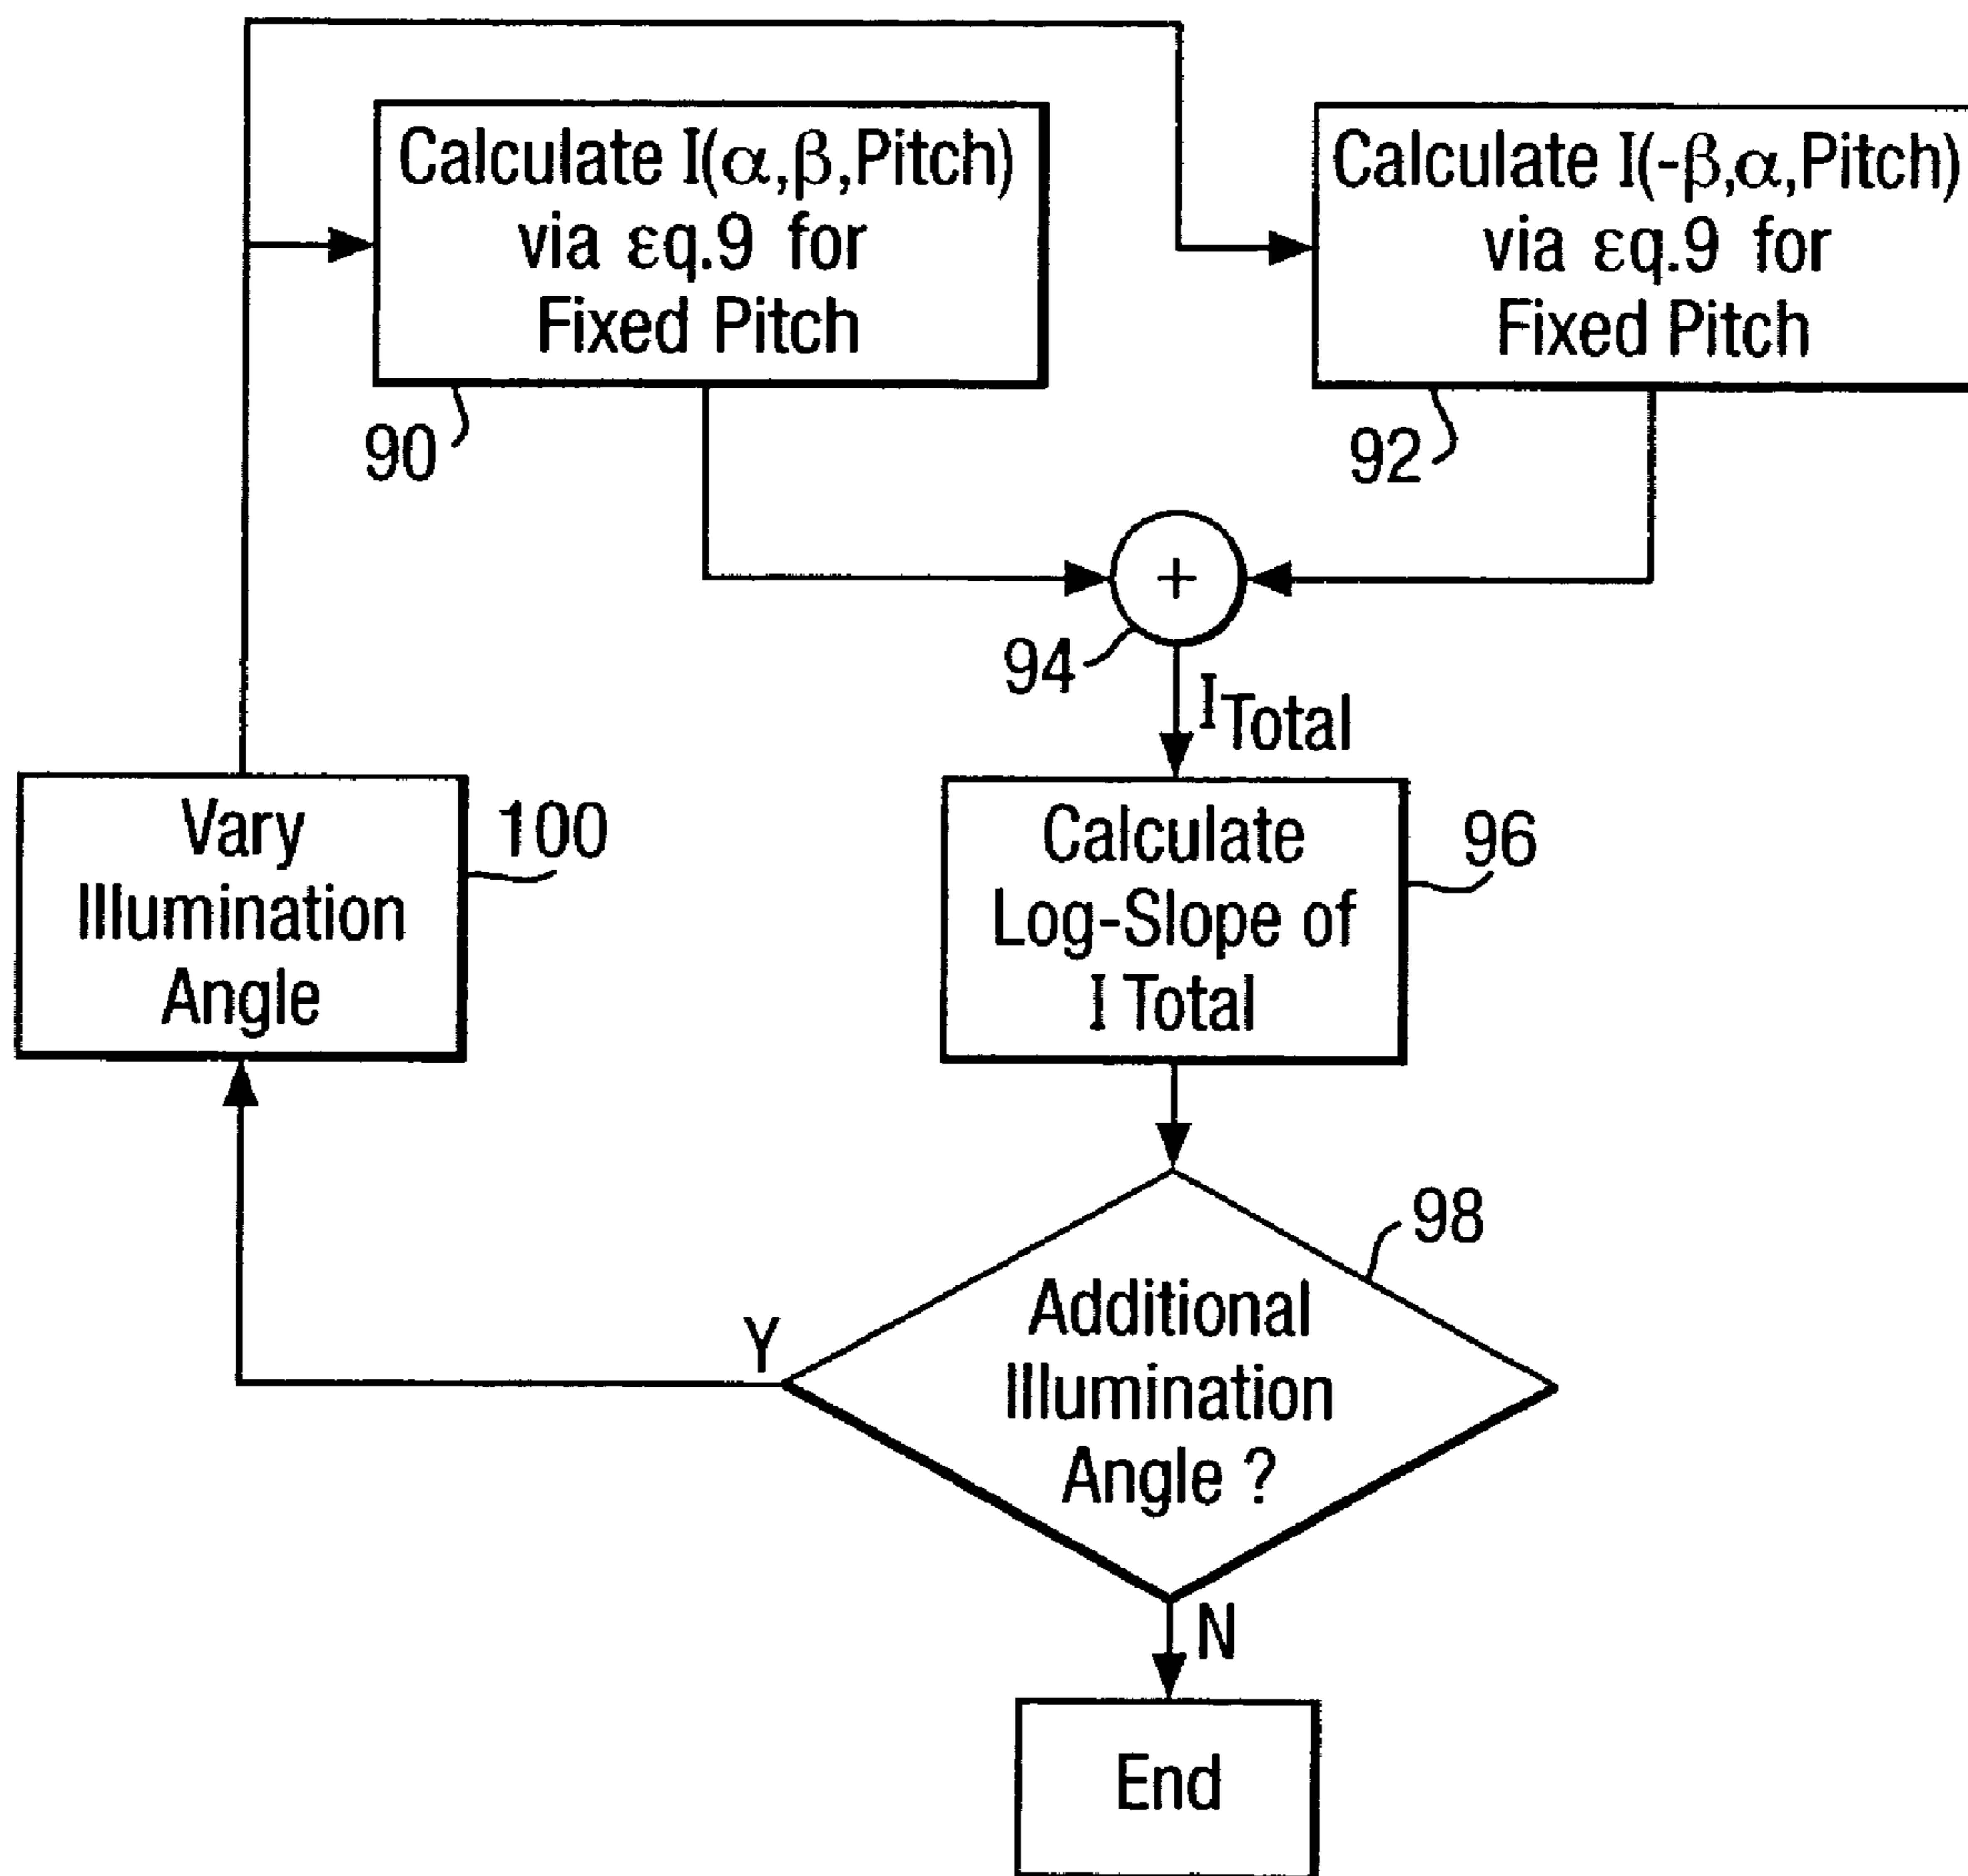 Calculate I(α,β,Pitch)
via εq.9 for
Fixed Pitch
90
Calculate I(-β,α,Pitch)
via εq.9 for
Fixed Pitch
92
+
94
I Total
Calculate
Log-Slope of
I Total
96
Vary
Illumination
Angle
100
Additional
Illumination
Angle ?
98
Y
N
End